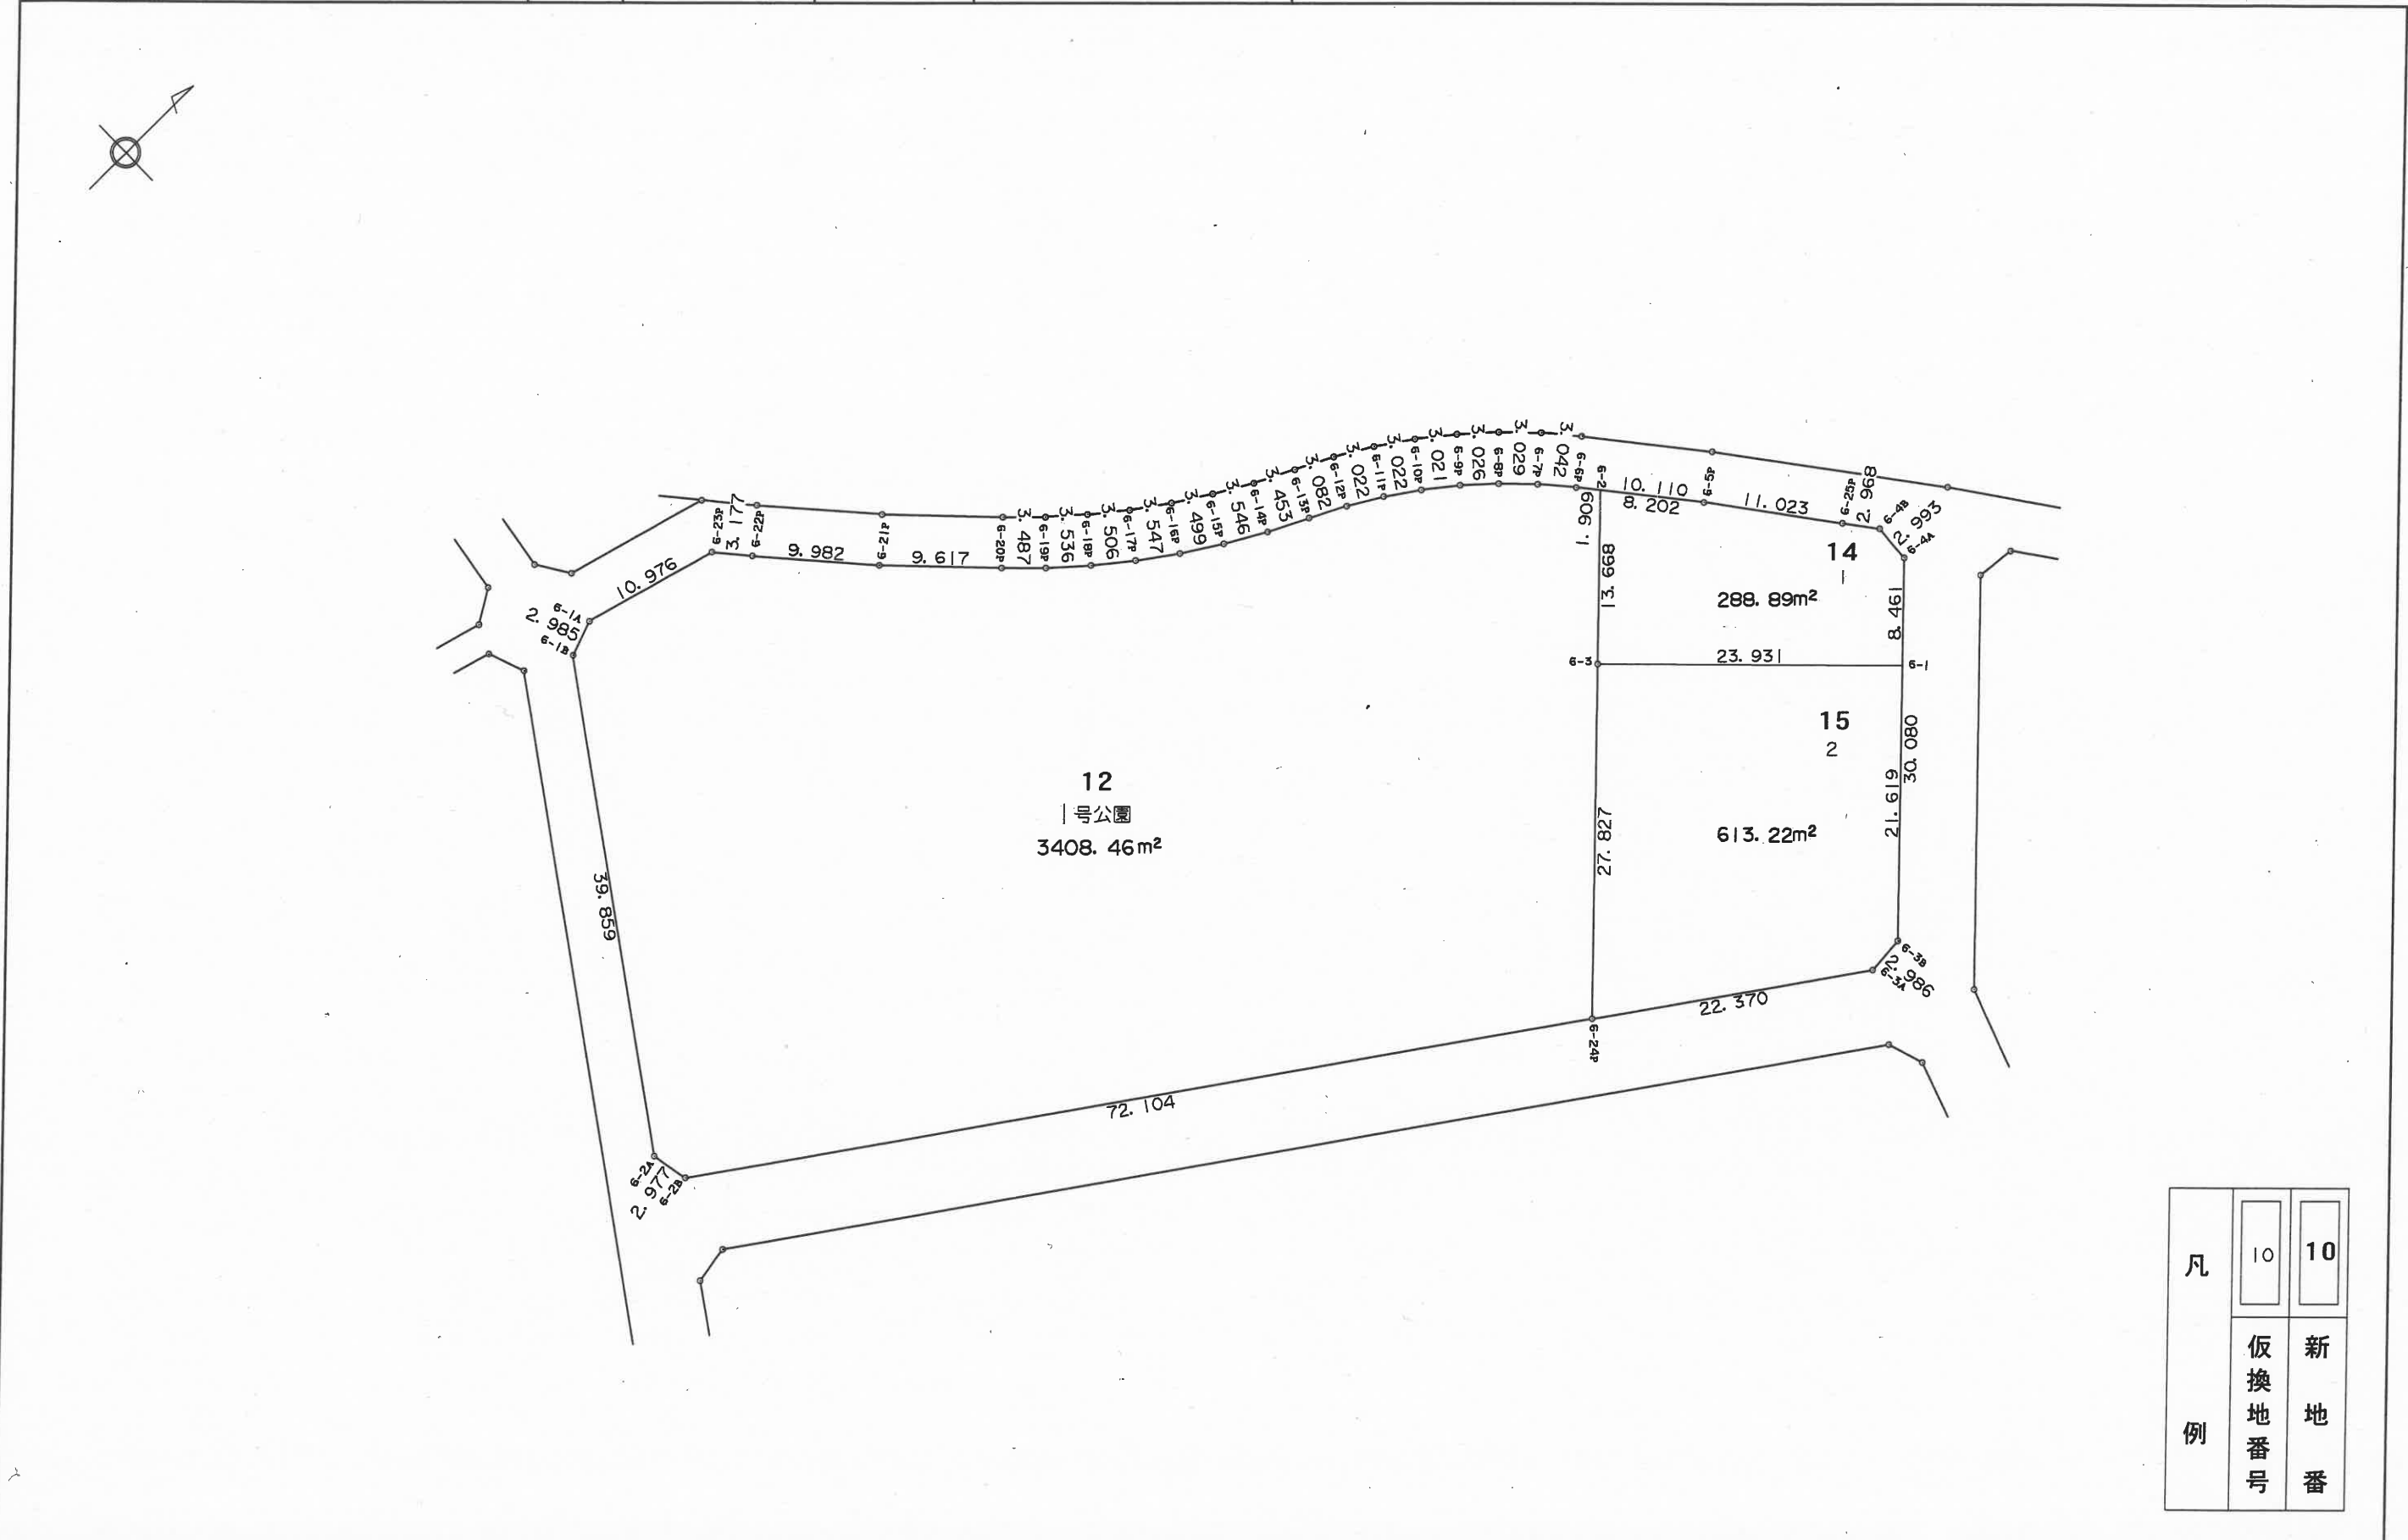 6-23P
3. 177
6-22P
9. 982
6-21P
9. 617
6-20P
3. 487
6-19P
3. 536
6-18P
3. 506
6-17P
3. 547
6-16P
3. 499
6-15P
3. 546
6-14P
3. 453
6-13P
3. 082
6-12P
3. 022
6-11P
3. 022
6-10P
3. 021
6-9P
3. 026
6-8P
3. 029
6-7P
3. 042
6-6P
1. 909
6-2
10. 110
8. 202
6-5P
11. 023
6-25P
2. 968
6-4B
2. 993
6-4A
10. 976
6-1A
2. 985
6-1B
13. 668
14
1
288. 89m²
8. 461
6-3
23. 931
6-1
15
2
613. 22m²
30. 080
21. 619
27. 827
12
1号公園
3408. 46m²
39. 859
6-3B
2. 986
6-3A
22. 370
6-24P
72. 104
6-2A
2. 977
6-2B
凡例
10
仮換地番号
10
新地番